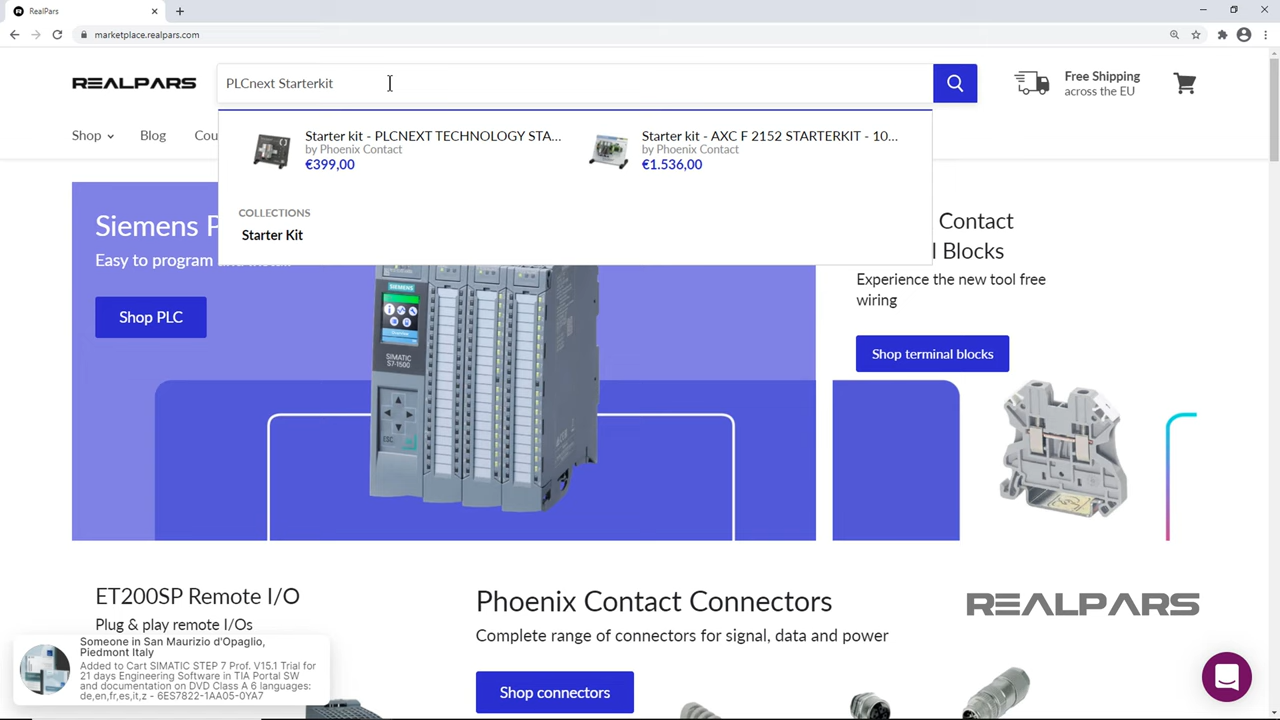 RealPars
marketplace.realpars.com
REALPARS
PLCnext Starterkit
Free Shipping
across the EU
Shop
Blog
Cou
Starter kit - PLCNEXT TECHNOLOGY STA...
by Phoenix Contact
€399,00
Starter kit - AXC F 2152 STARTERKIT - 10...
by Phoenix Contact
€1.536,00
COLLECTIONS
Starter Kit
Siemens P
Easy to program
Shop PLC
Contact
l Blocks
Experience the new tool free
wiring
Shop terminal blocks
SIEMENS
SIMATIC
S7-1500
ESC
ET200SP Remote I/O
Plug & play remote I/Os
Phoenix Contact Connectors
Complete range of connectors for signal, data and power
Shop connectors
REALPARS
Someone in San Maurizio d'Opaglio,
Piedmont Italy
Added to Cart SIMATIC STEP 7 Prof. V15.1 Trial for
21 days Engineering Software in TIA Portal SW
and documentation on DVD Class A 6 languages:
de,en,fr,es,it,z - 6ES7822-1AA05-0YA7